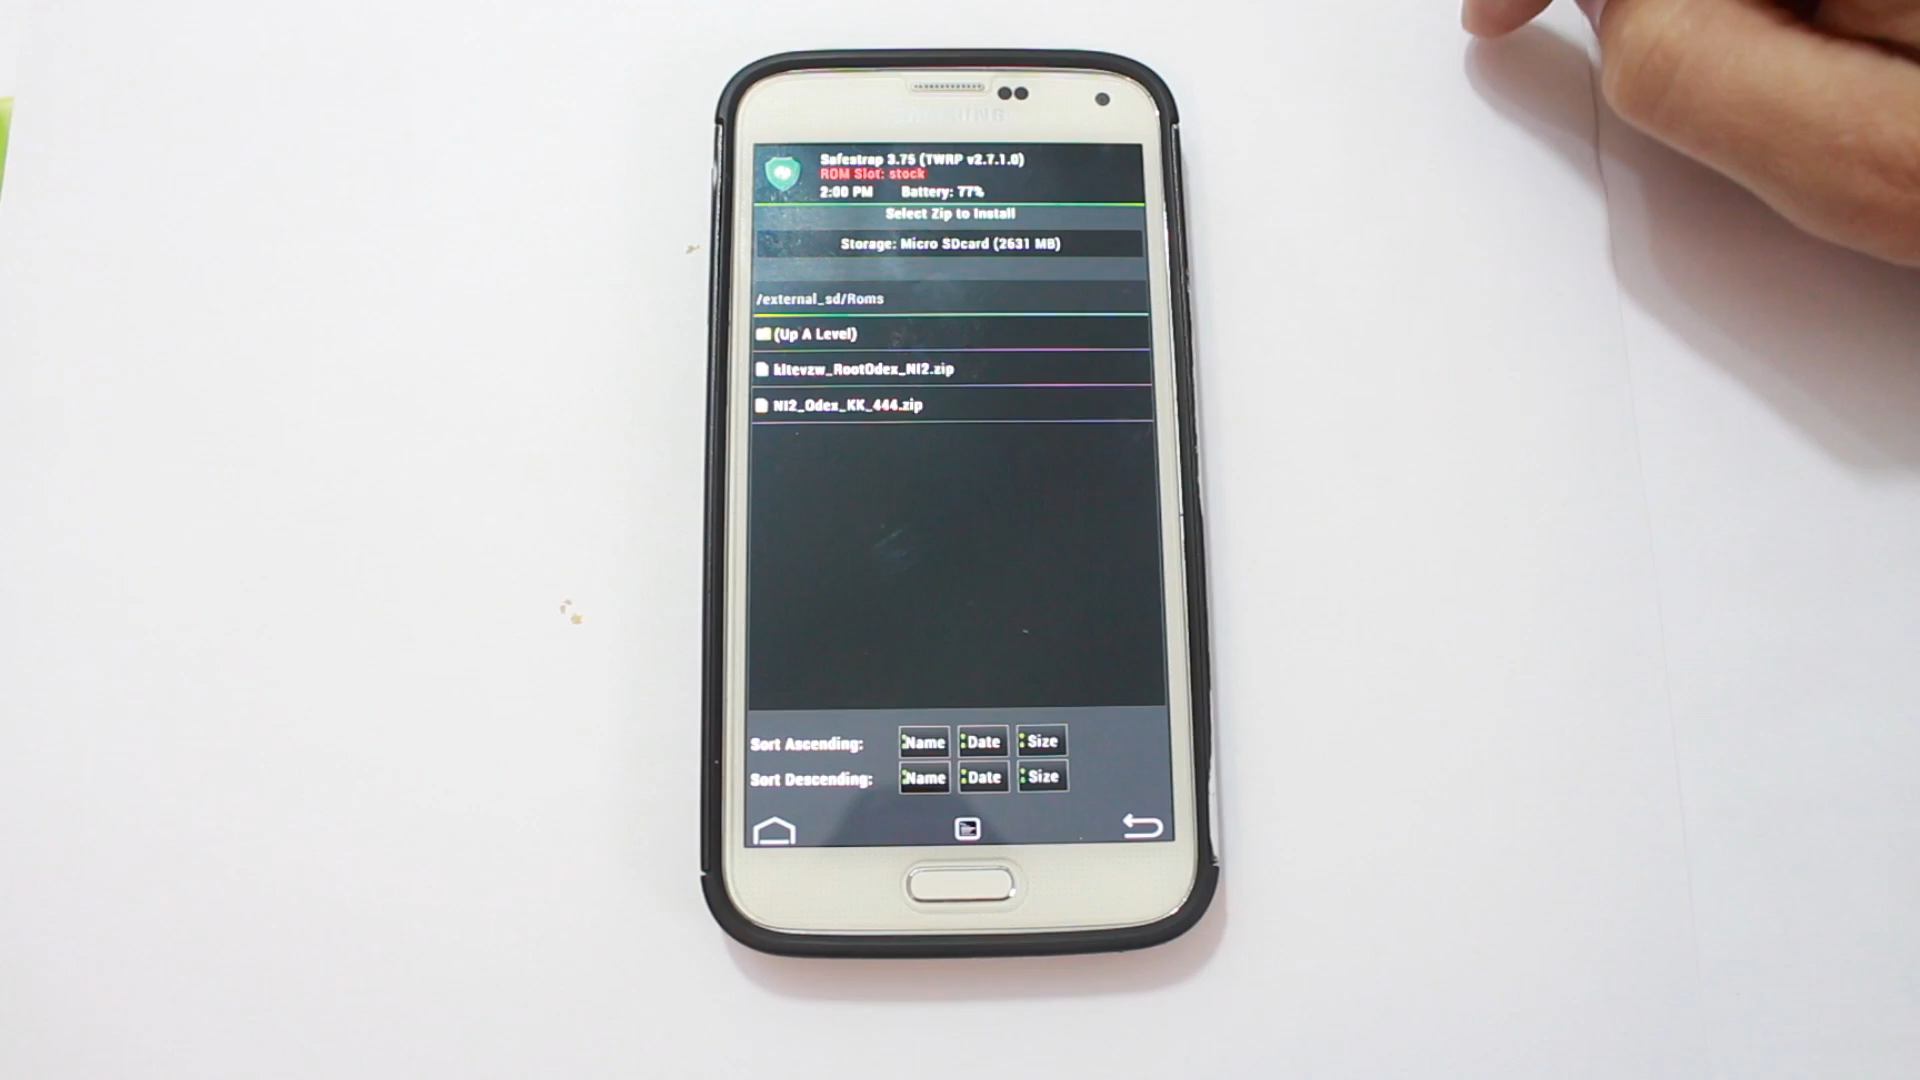 SAMSUNG
Safestrap 3.75 (TWRP v2.7.1.0)
ROM Slot: stock
2:00 PM Battery: 77%
Select Zip to Install
Storage: Micro SDcard (2631 MB)
/external_sd/Roms
(Up A Level)
kltevzw_RootOdex_NI2.zip
NI2_Odex_KK_444.zip
Sort Ascending: Name Date Size
Sort Descending: Name Date Size